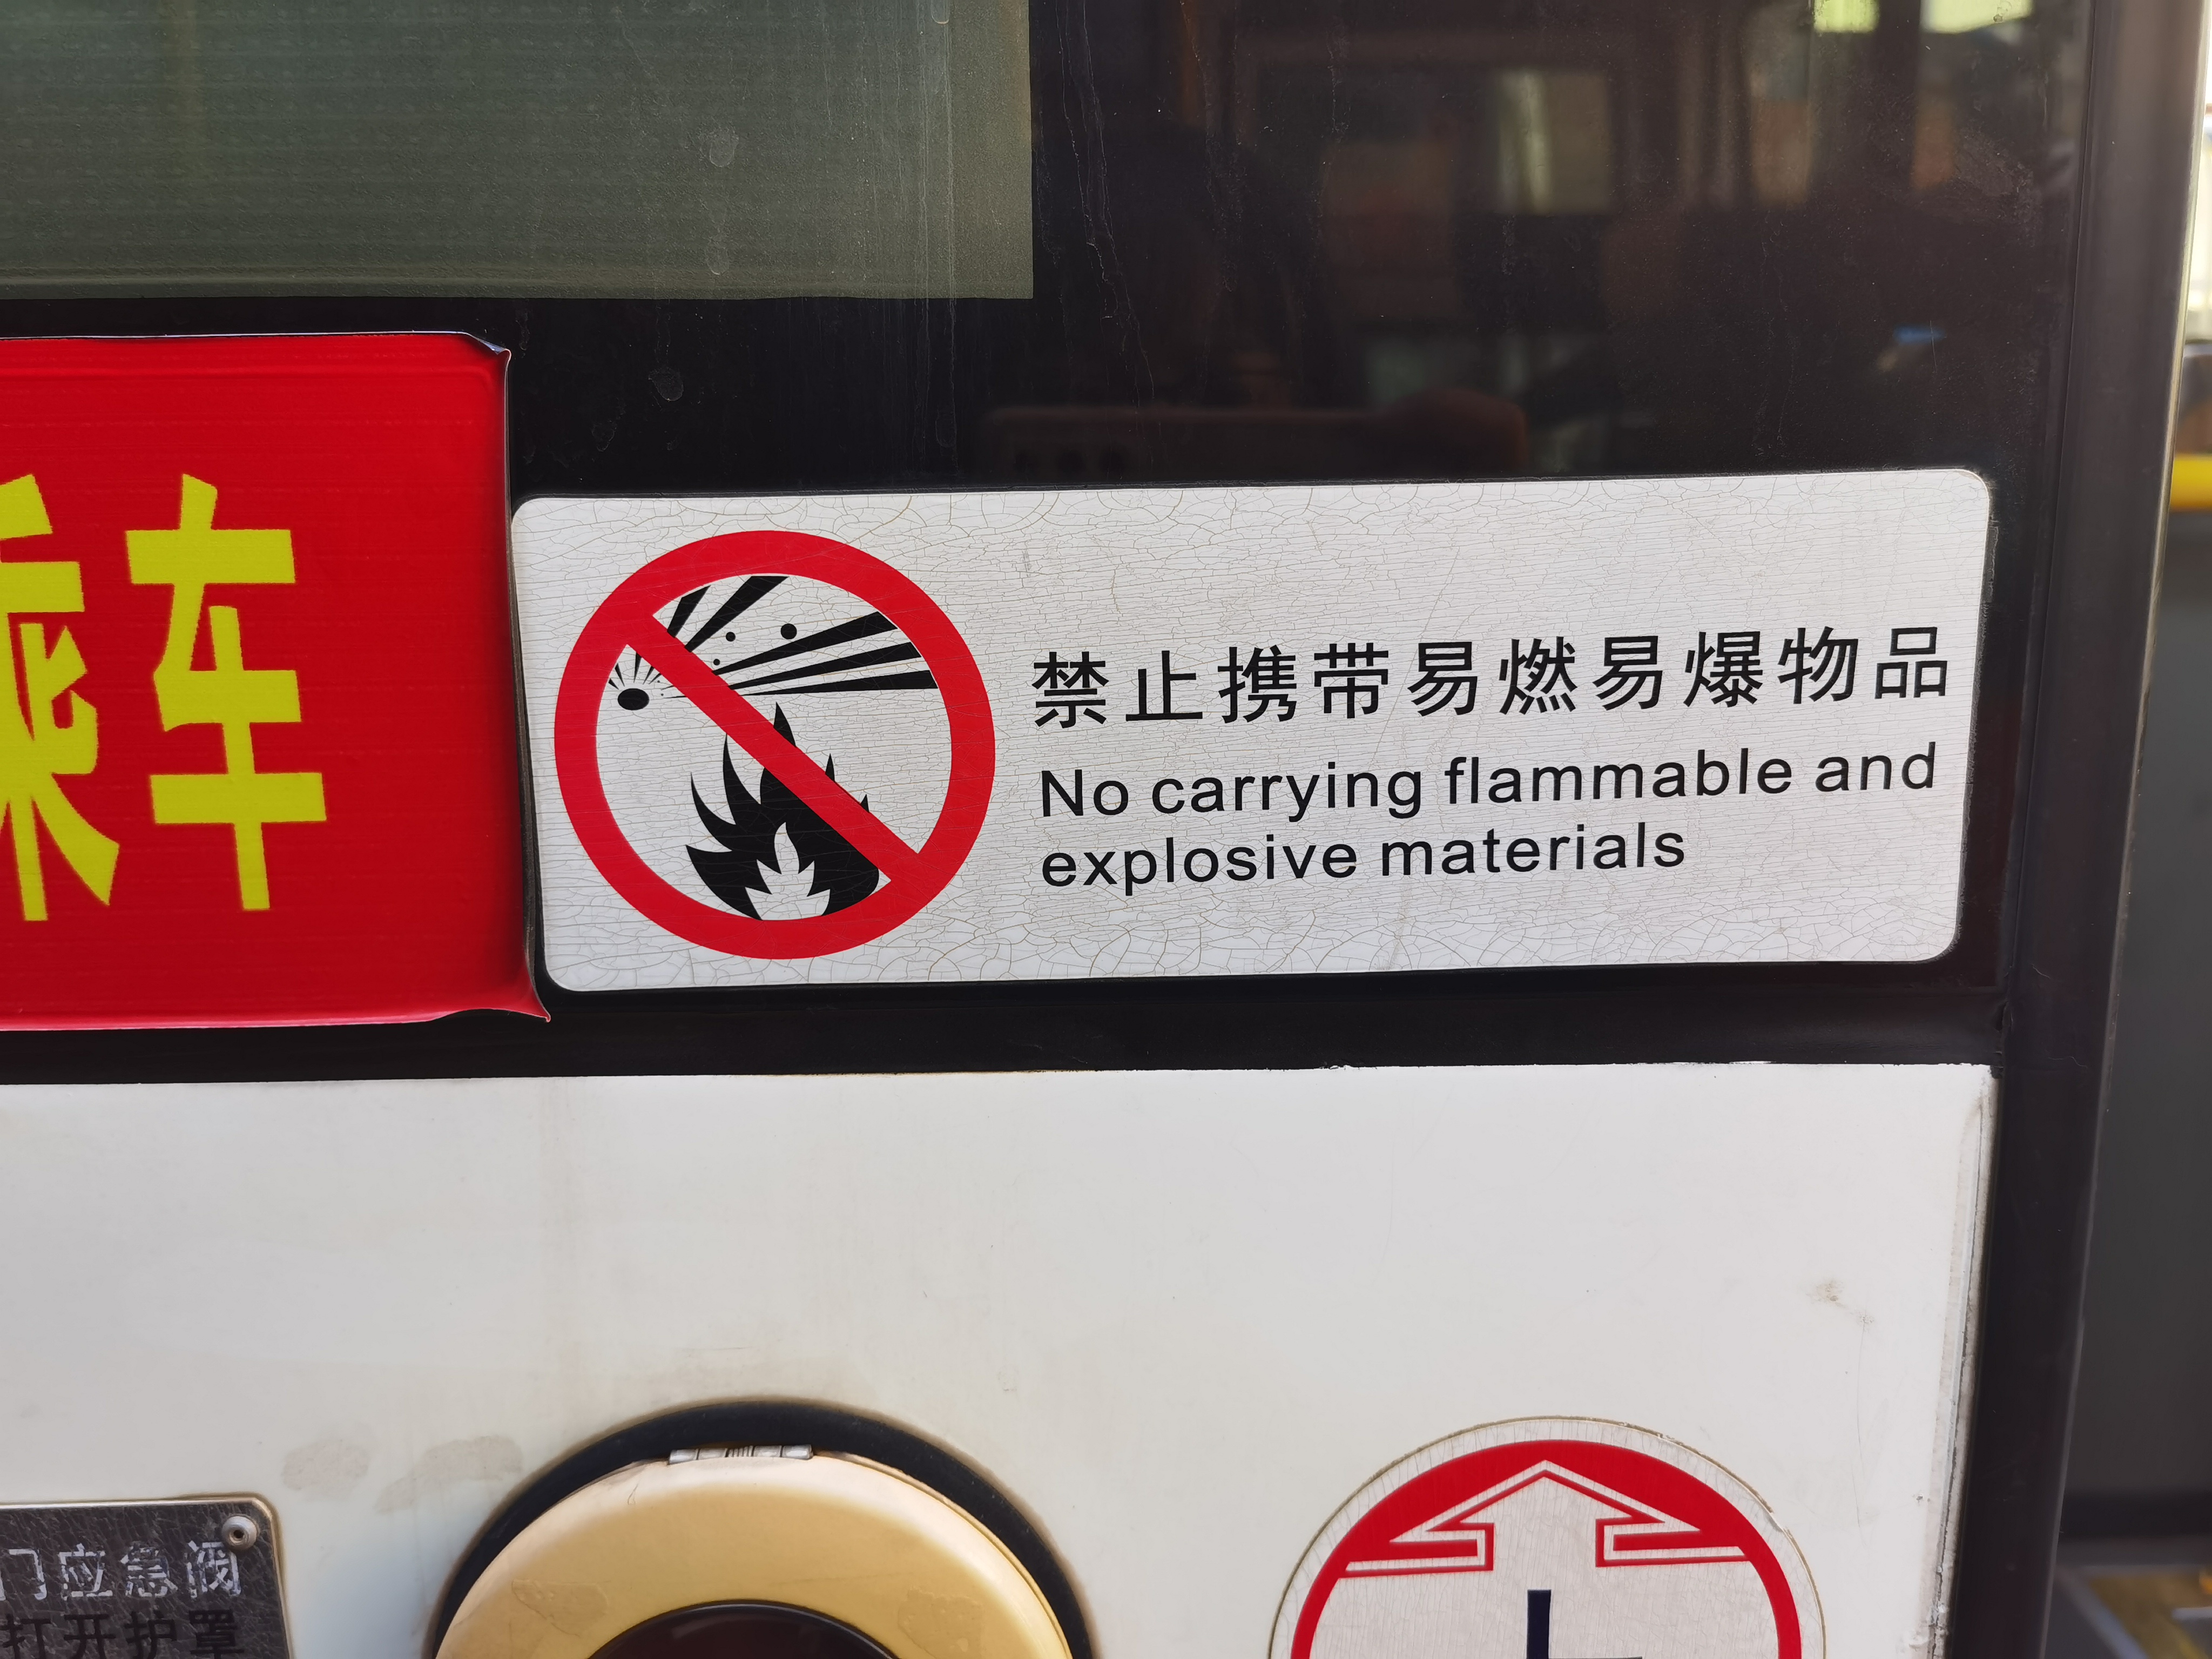 乘车
禁止携带易燃易爆物品
No carrying flammable and
explosive materials
门应急阀
打开护罩